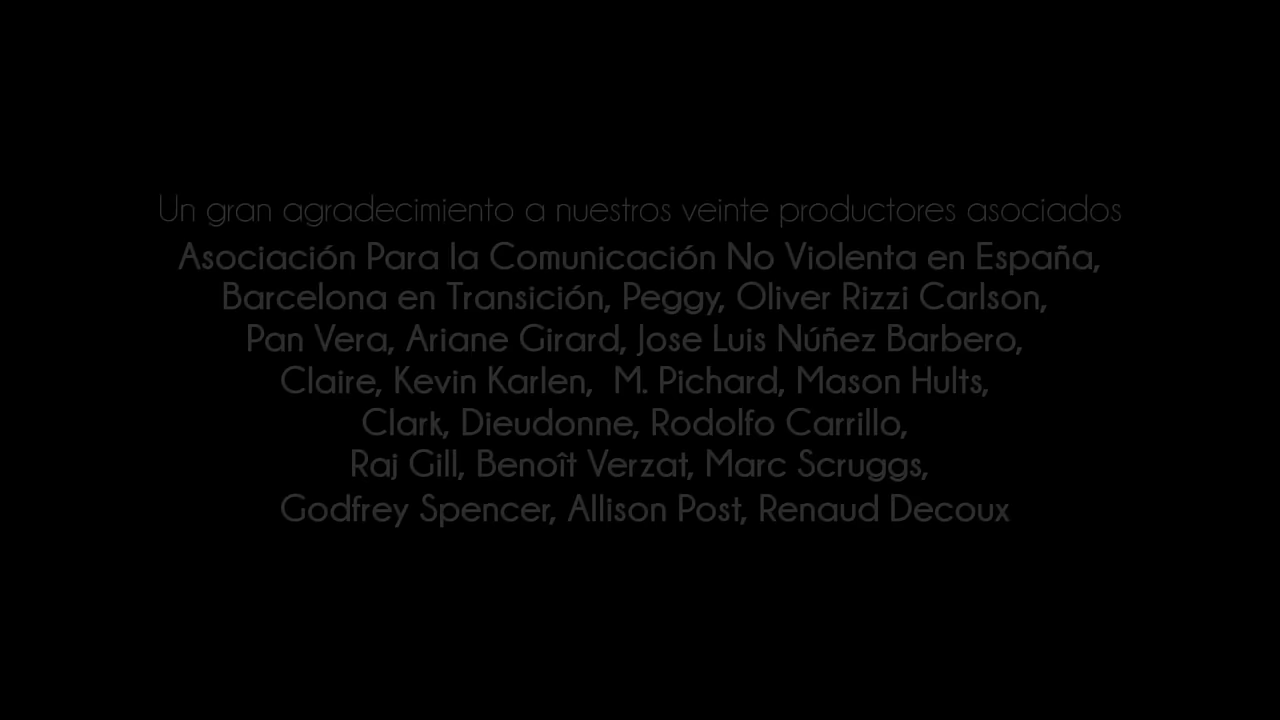 Un gran agradecimiento a nuestros veinte productores asociados
Asociación Para la Comunicación No Violenta en España,
Barcelona en Transición, Peggy, Oliver Rizzi Carlson,
Pan Vera, Ariane Girard, Jose Luis Núñez Barbero,
Claire, Kevin Karlen, M. Pichard, Mason Hults,
Clark, Dieudonne, Rodolfo Carrillo,
Raj Gill, Benoît Verzat, Marc Scruggs,
Godfrey Spencer, Allison Post, Renaud Decoux